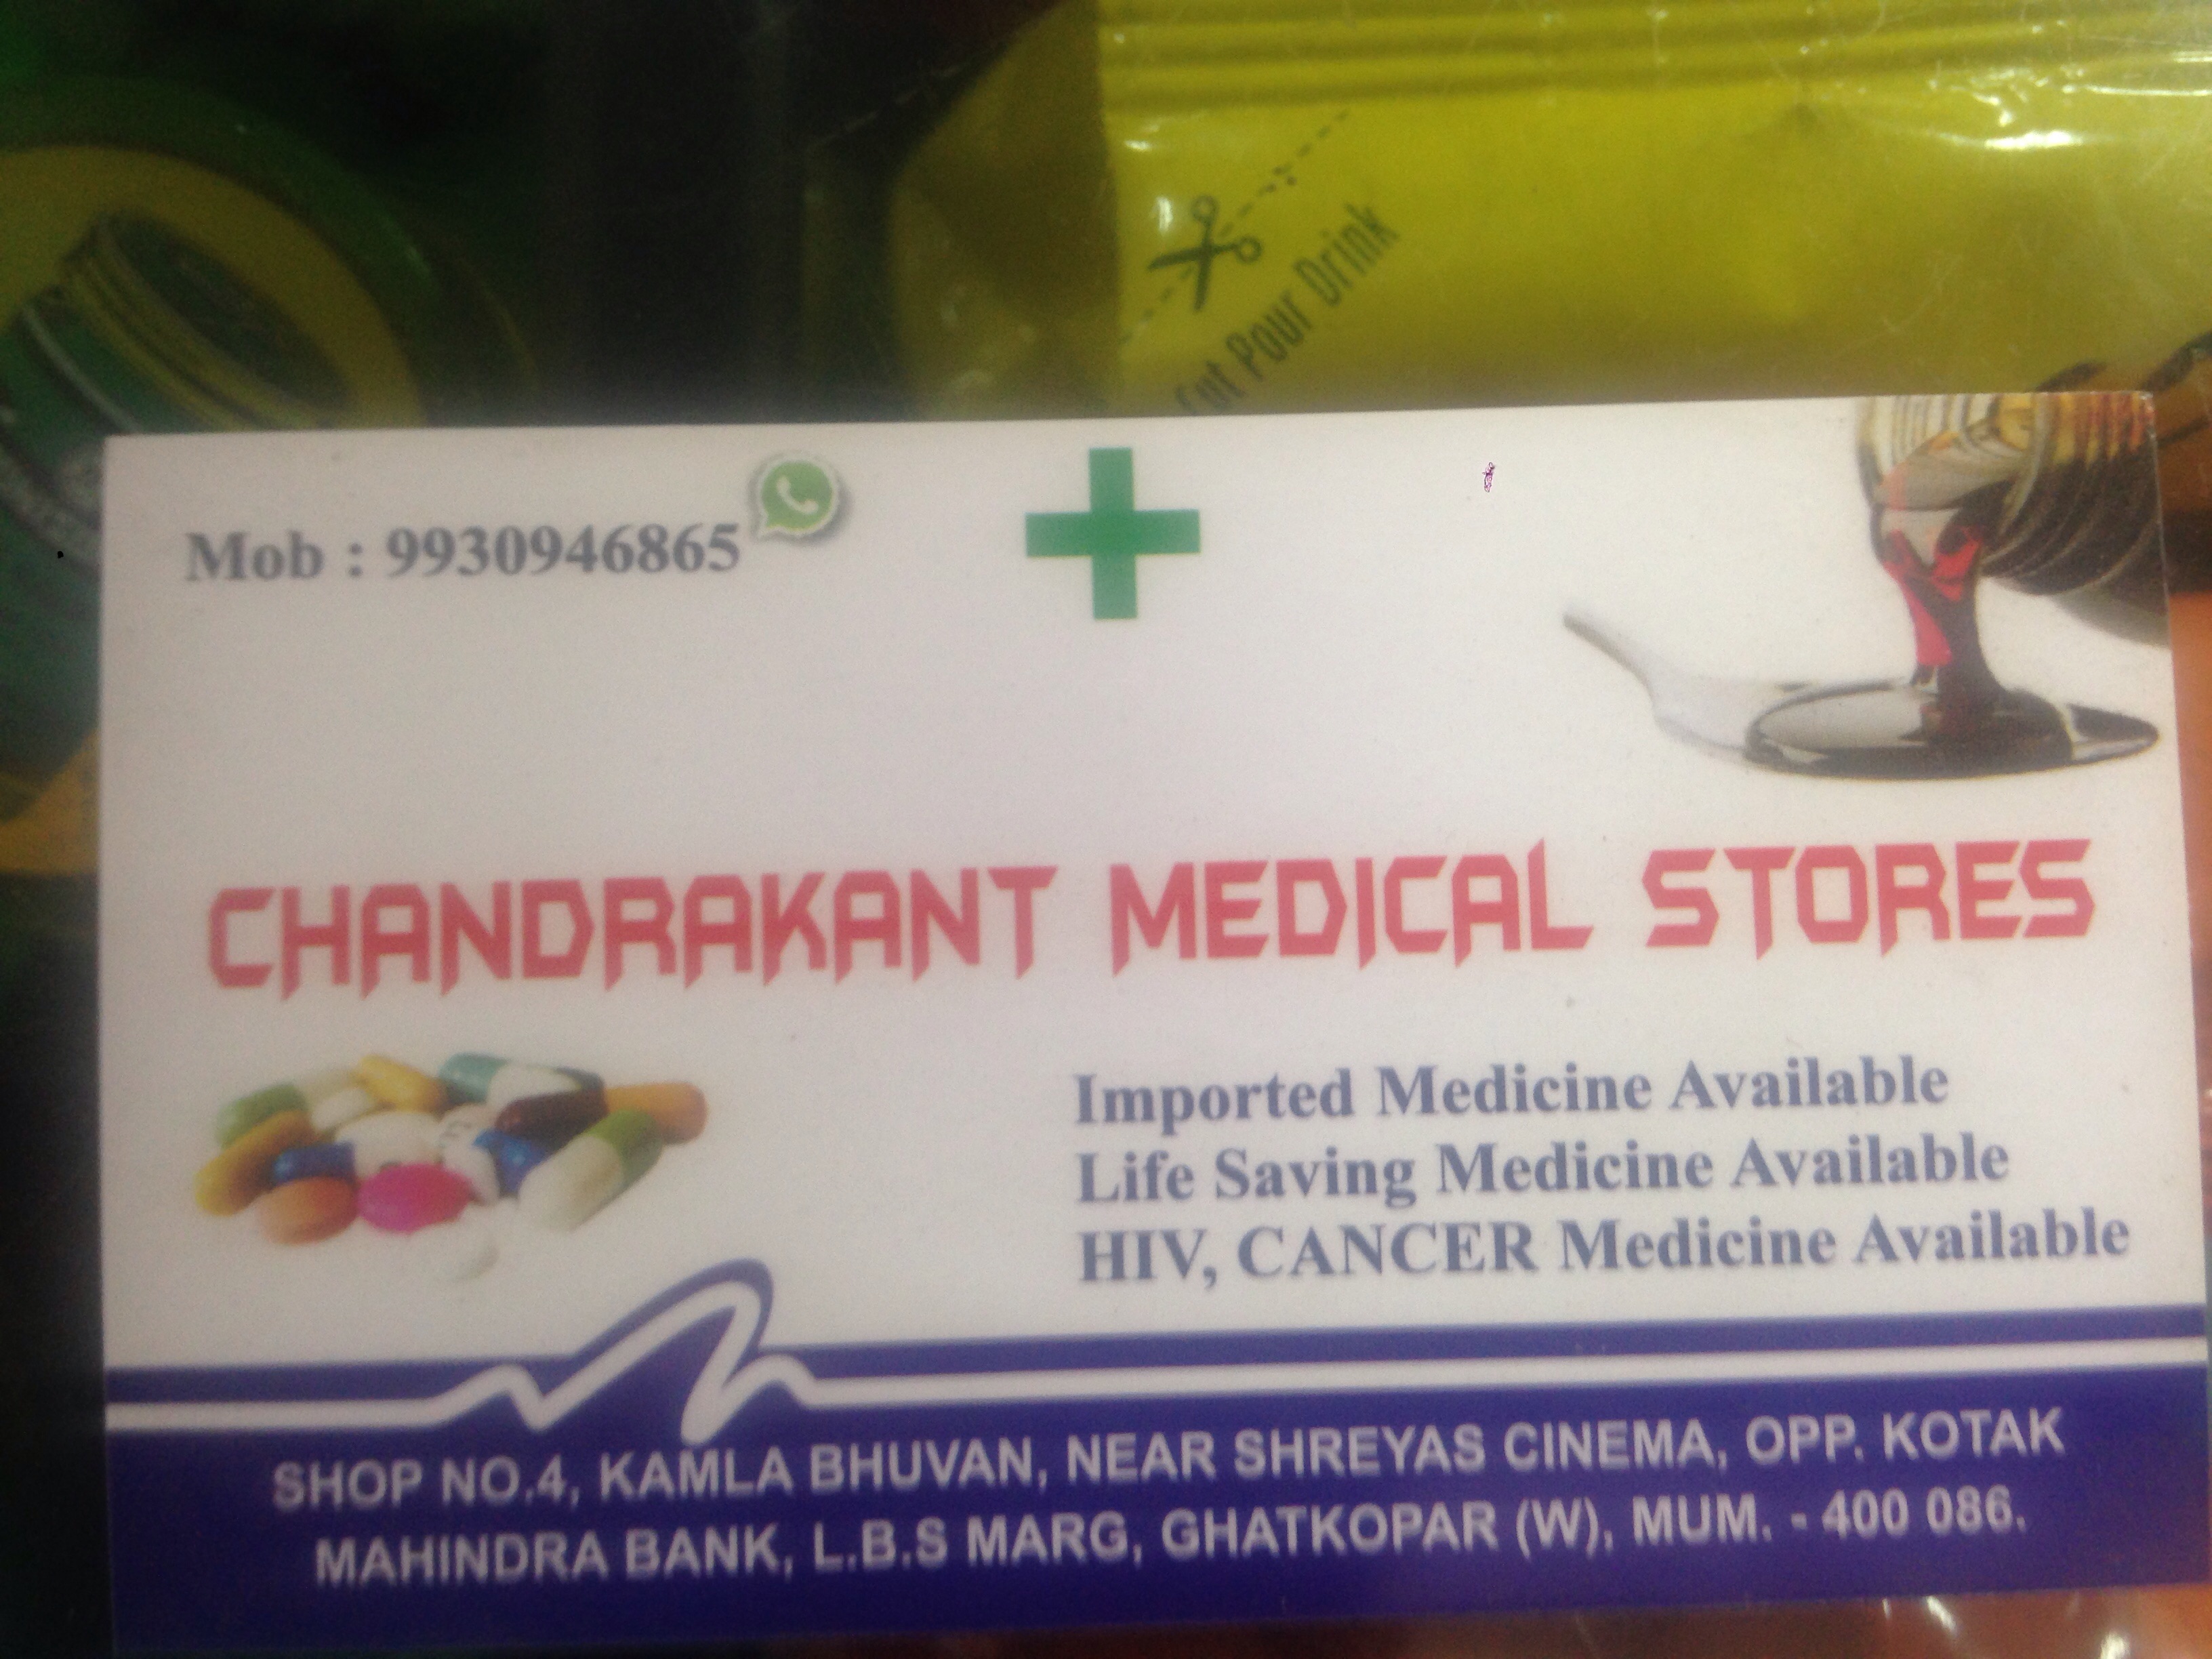 Mob : 9930946865
CHANDRAKANT MEDICAL STORES
Imported Medicine Available
Life Saving Medicine Available
HIV, CANCER Medicine Available
SHOP NO.4, KAMLA BHUVAN, NEAR SHREYAS CINEMA, OPP. KOTAK
MAHINDRA BANK, L.B.S MARG, GHATKOPAR (W), MUM. - 400 086.
Cut Pour Drink